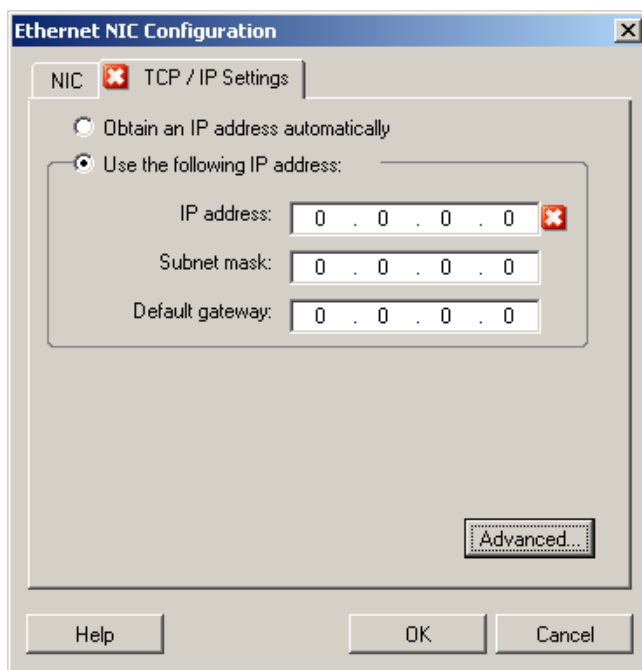 Ethernet NIC Configuration
NIC TCP / IP Settings
Obtain an IP address automatically
Use the following IP address:
IP address: 0 . 0 . 0 . 0
Subnet mask: 0 . 0 . 0 . 0
Default gateway: 0 . 0 . 0 . 0
Advanced...
Help OK Cancel